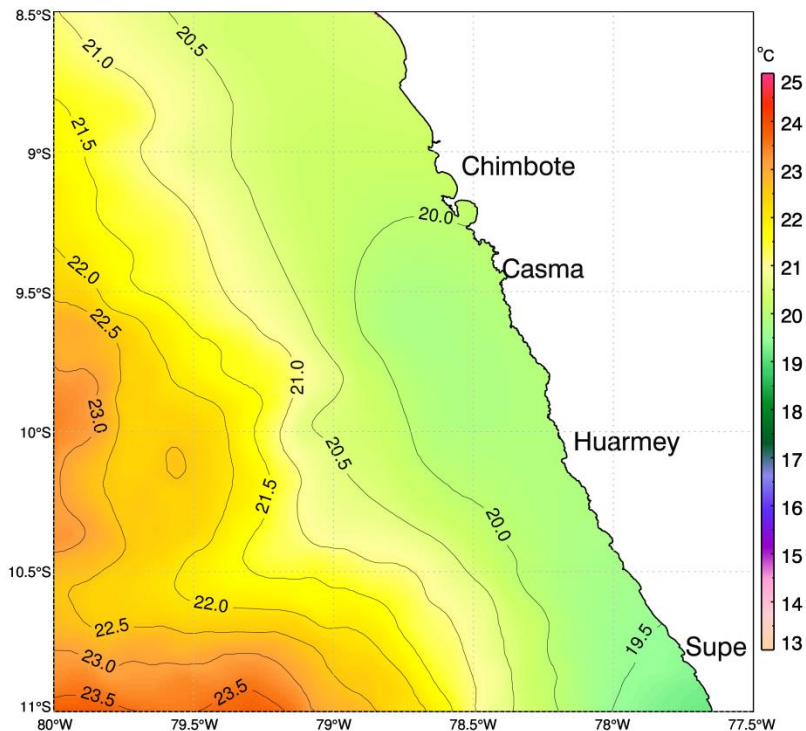 8.5°S
9°S
9.5°S
10°S
10.5°S
11°S
80°W
79.5°W
79°W
78.5°W
78°W
77.5°W
20.5
21.0
21.5
20.0
22.0
22.5
21.0
23.0
20.5
21.5
20.0
22.0
22.5
19.5
23.0
23.5
23.5
Chimbote
Casma
Huarmey
Supe
°C
25
24
23
22
21
20
19
18
17
16
15
14
13